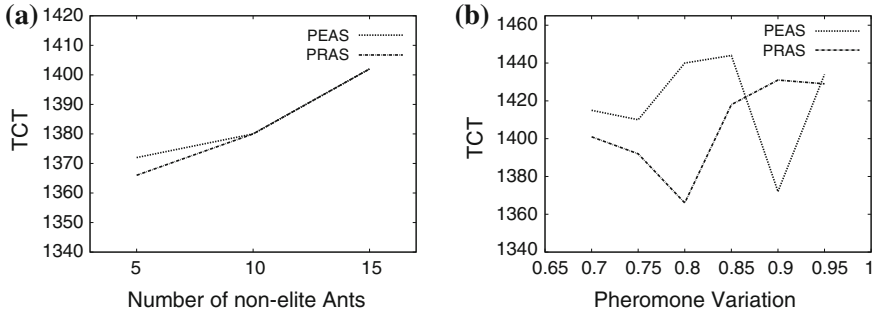 (a)
1420
1410
1400
1390
1380
1370
1360
1350
1340
TCT
PEAS
PRAS
5 10 15
Number of non-elite Ants
(b)
1460
1440
1420
1400
1380
1360
1340
TCT
PEAS
PRAS
0.65 0.7 0.75 0.8 0.85 0.9 0.95 1
Pheromone Variation